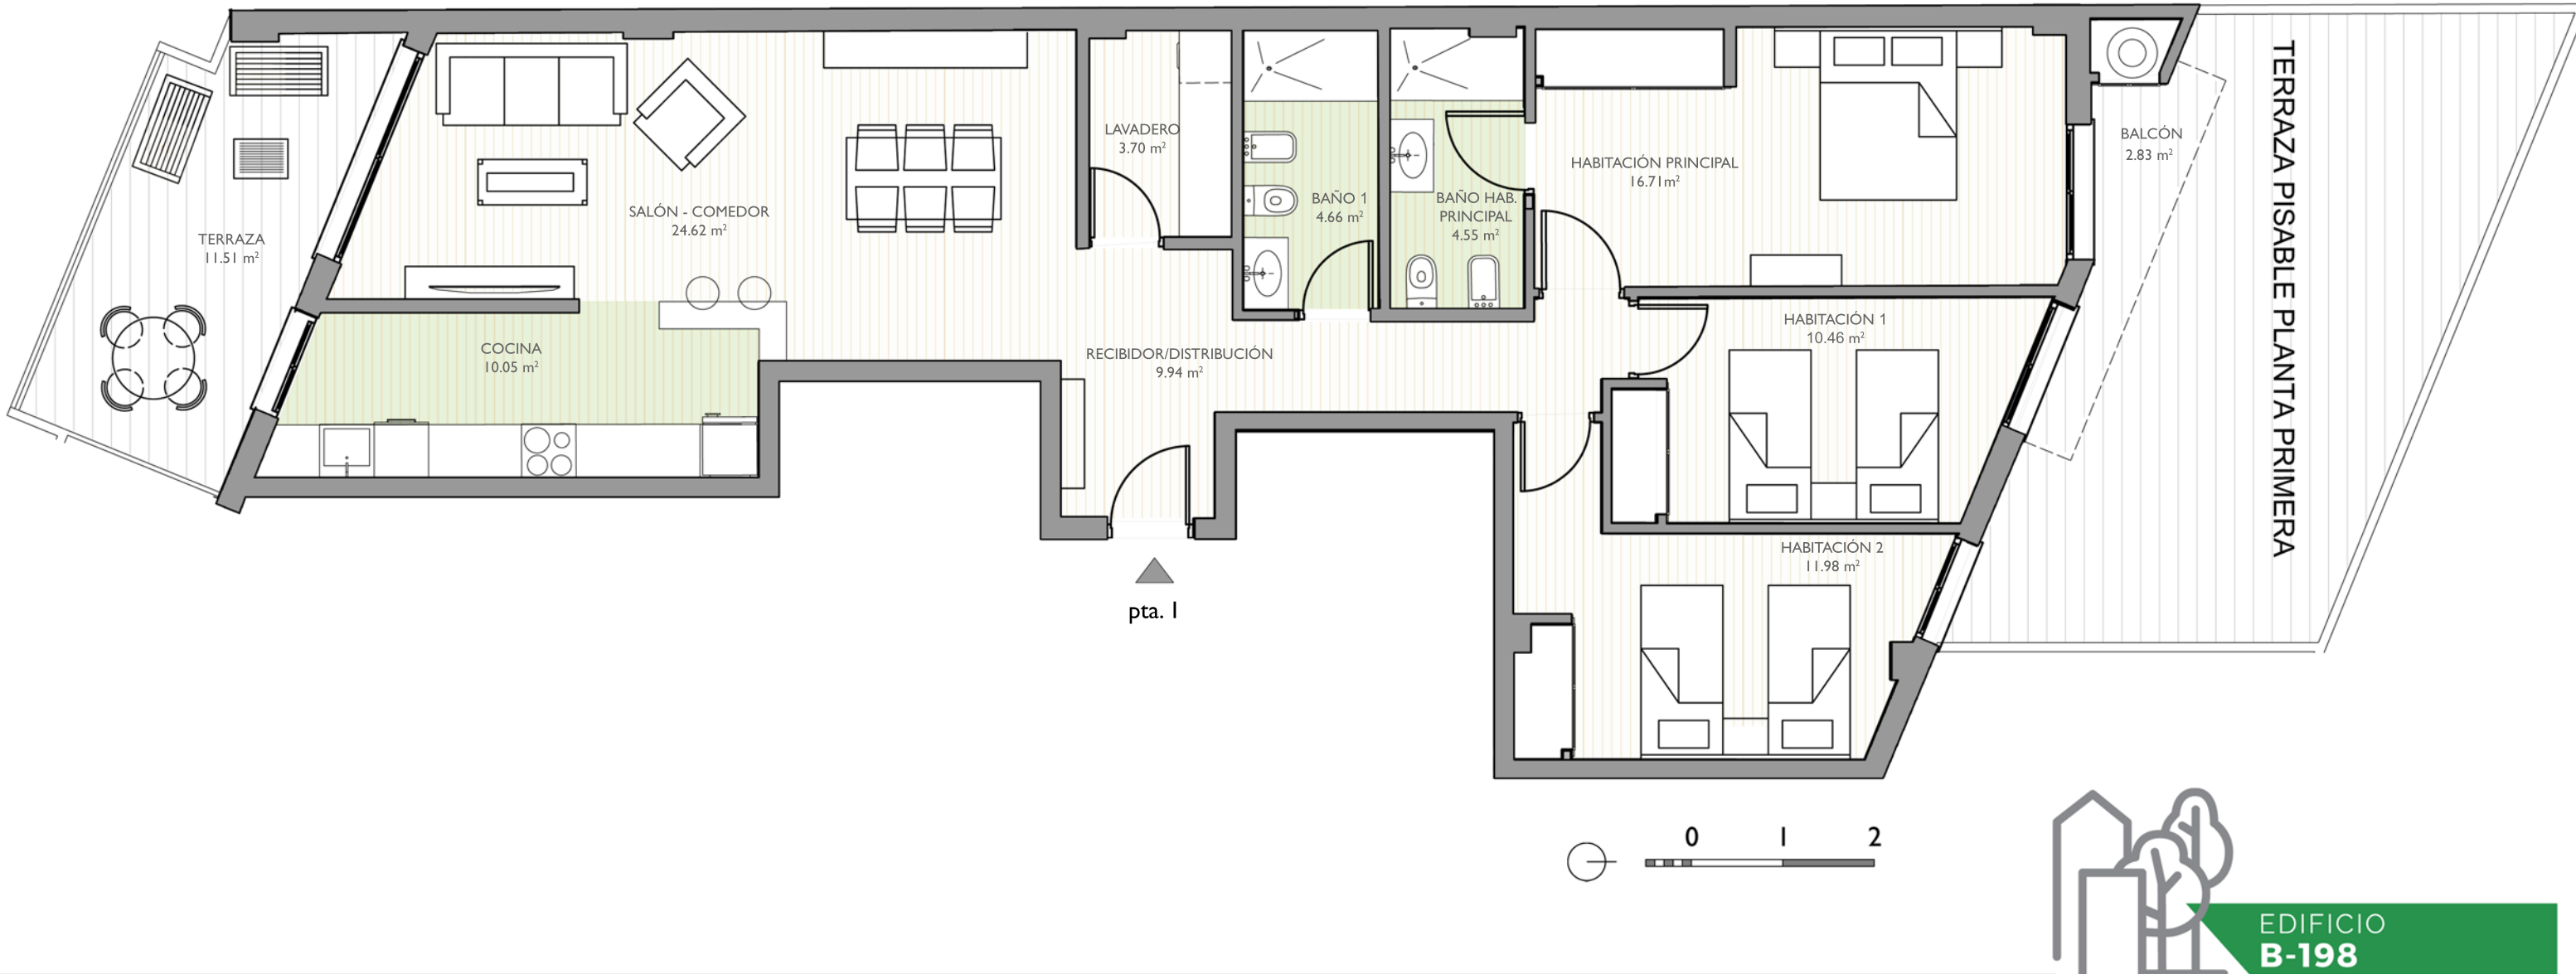 TERRAZA
11.51 m²
SALÓN - COMEDOR
24.62 m²
COCINA
10.05 m²
LAVADERO
3.70 m²
BAÑO 1
4.66 m²
BAÑO HAB.
PRINCIPAL
4.55 m²
HABITACIÓN PRINCIPAL
16.71m²
BALCÓN
2.83 m²
TERRAZA PISABLE PLANTA PRIMERA
RECIBIDOR/DISTRIBUCIÓN
9.94 m²
HABITACIÓN 1
10.46 m²
HABITACIÓN 2
11.98 m²
pta. 1
0 1 2
EDIFICIO
B-198